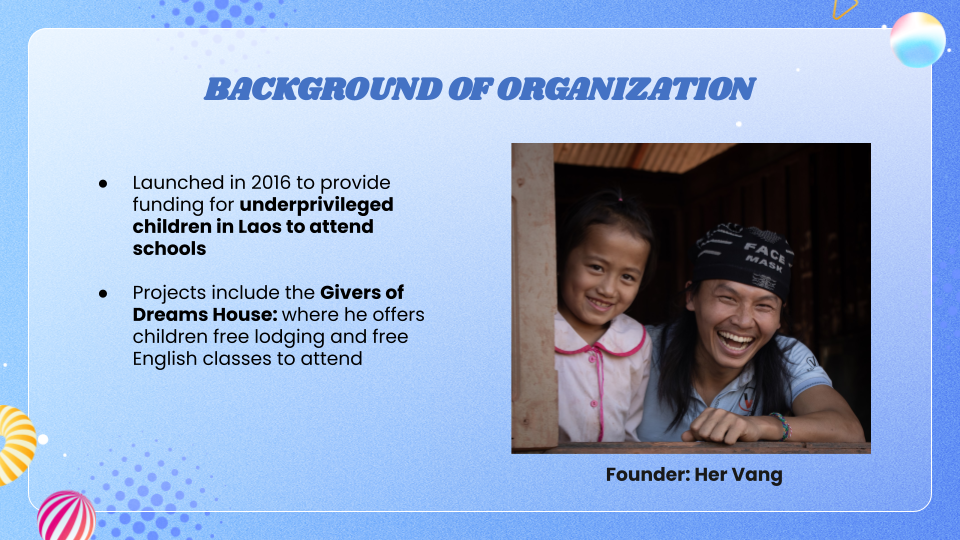 BACKGROUND OF ORGANIZATION
● Launched in 2016 to provide
funding for underprivileged
children in Laos to attend
schools
● Projects include the Givers of
Dreams House: where he offers
children free lodging and free
English classes to attend
FACE
MASK
Founder: Her Vang